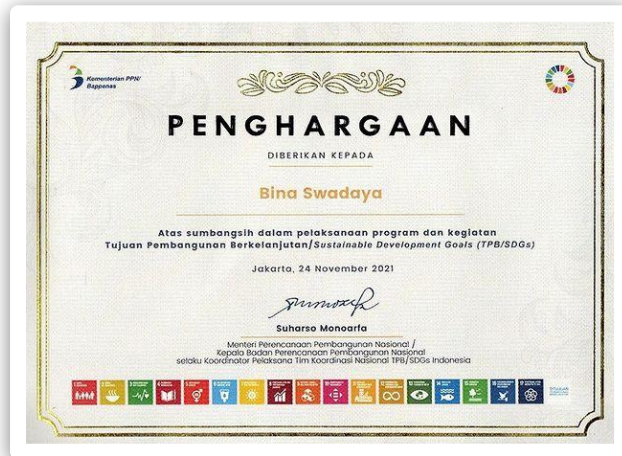 Kementerian PPN/
Bappenas
PENGHARGAAN
DIBERIKAN KEPADA
Bina Swadaya
Atas sumbangsih dalam pelaksanaan program dan kegiatan
Tujuan Pembangunan Berkelanjutan/Sustainable Development Goals (TPB/SDGs)
Jakarta, 24 November 2021
Suharso Monoarfa
Menteri Perencanaan Pembangunan Nasional /
Kepala Badan Perencanaan Pembangunan Nasional
selaku Koordinator Pelaksana Tim Koordinasi Nasional TPB/SDGs Indonesia